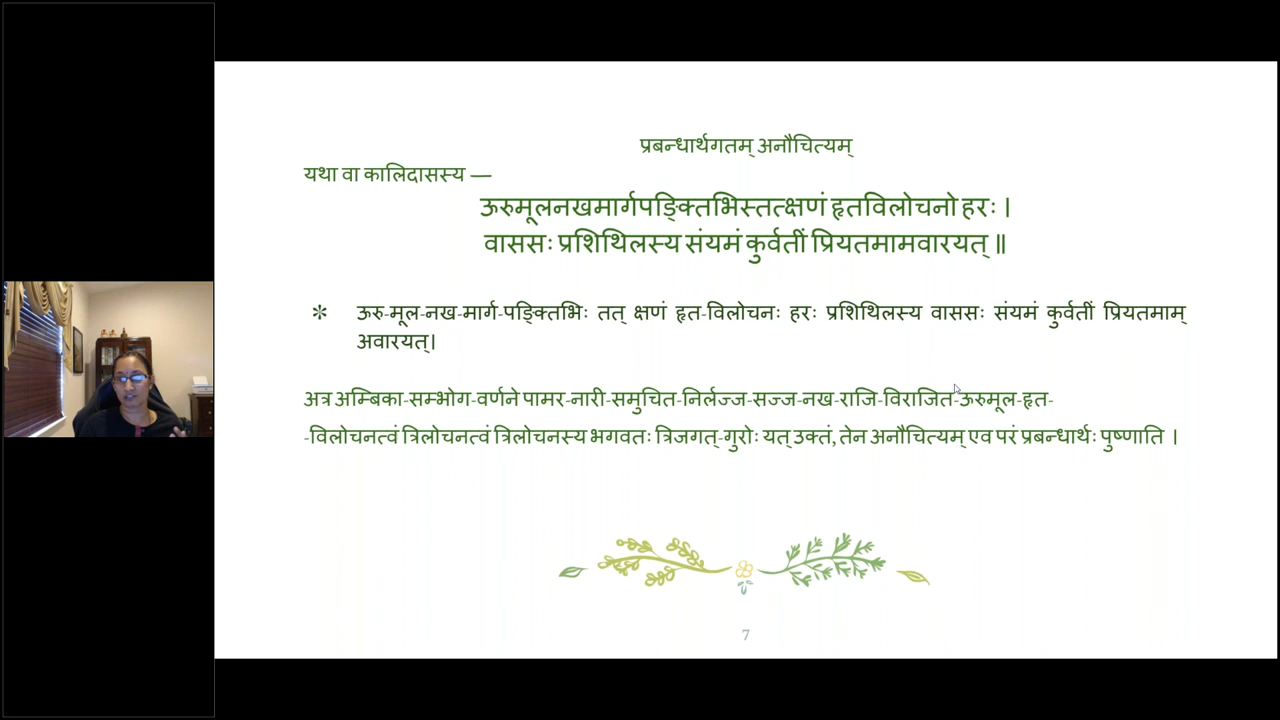 प्रबन्धार्थगतम् अनौचित्यम्
यथा वा कालिदासस्य —
ऊरुमूलनखमार्गपङ्क्तिभिस्तत्क्षणं हृतविलोचनो हरः ।
वाससः प्रशिथिलस्य संयमं कुर्वतीं प्रियतमामवारयत् ॥
✻ ऊरु-मूल-नख-मार्ग-पङ्क्तिभिः तत् क्षणं हृत-विलोचनः हरः प्रशिथिलस्य वाससः संयमं कुर्वतीं प्रियतमाम्
अवारयत्।
अत्र अम्बिका-सम्भोग-वर्णने पामर-नारी-समुचित-निर्लज्ज-सज्ज-नख-राजि-विराजित-ऊरुमूल-हृत-
-विलोचनत्वं त्रिलोचनत्वं त्रिलोचनस्य भगवतः त्रिजगत्-गुरोः यत् उक्तं, तेन अनौचित्यम् एव परं प्रबन्धार्थः पुष्णाति ।
7